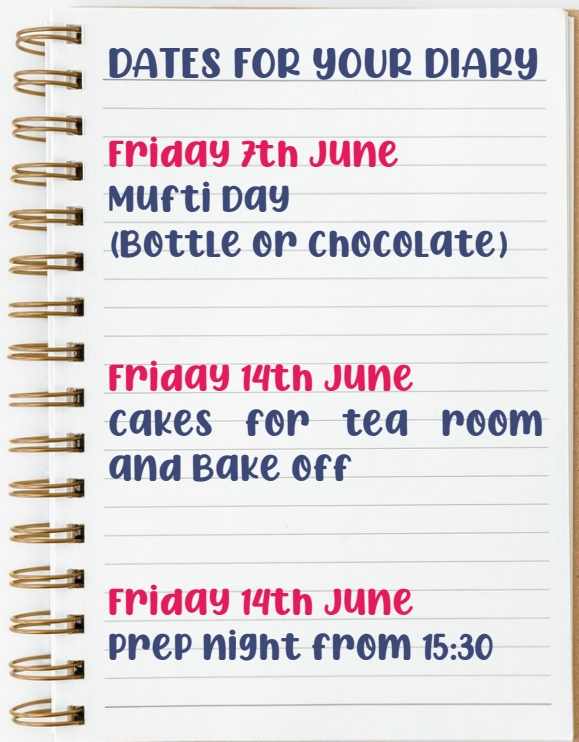 DATES FOR YOUR DIARY
Friday 7th June
Mufti Day
(Bottle or chocolate)
Friday 14th June
cakes for tea room
and Bake off
Friday 14th June
Prep night from 15:30